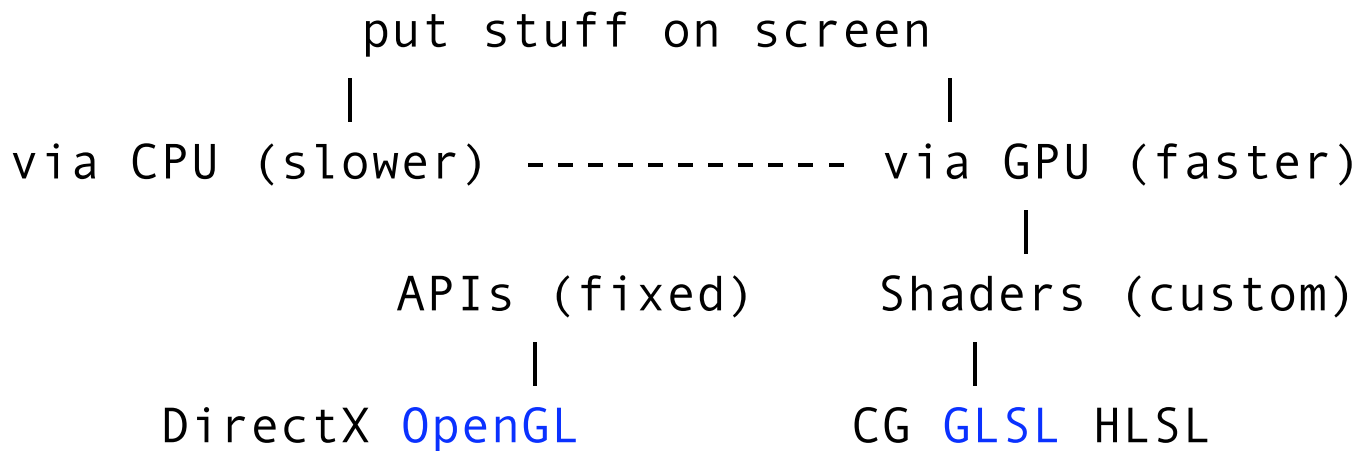 put stuff on screen
via CPU (slower) ----------- via GPU (faster)
APIs (fixed) Shaders (custom)
DirectX OpenGL CG GLSL HLSL